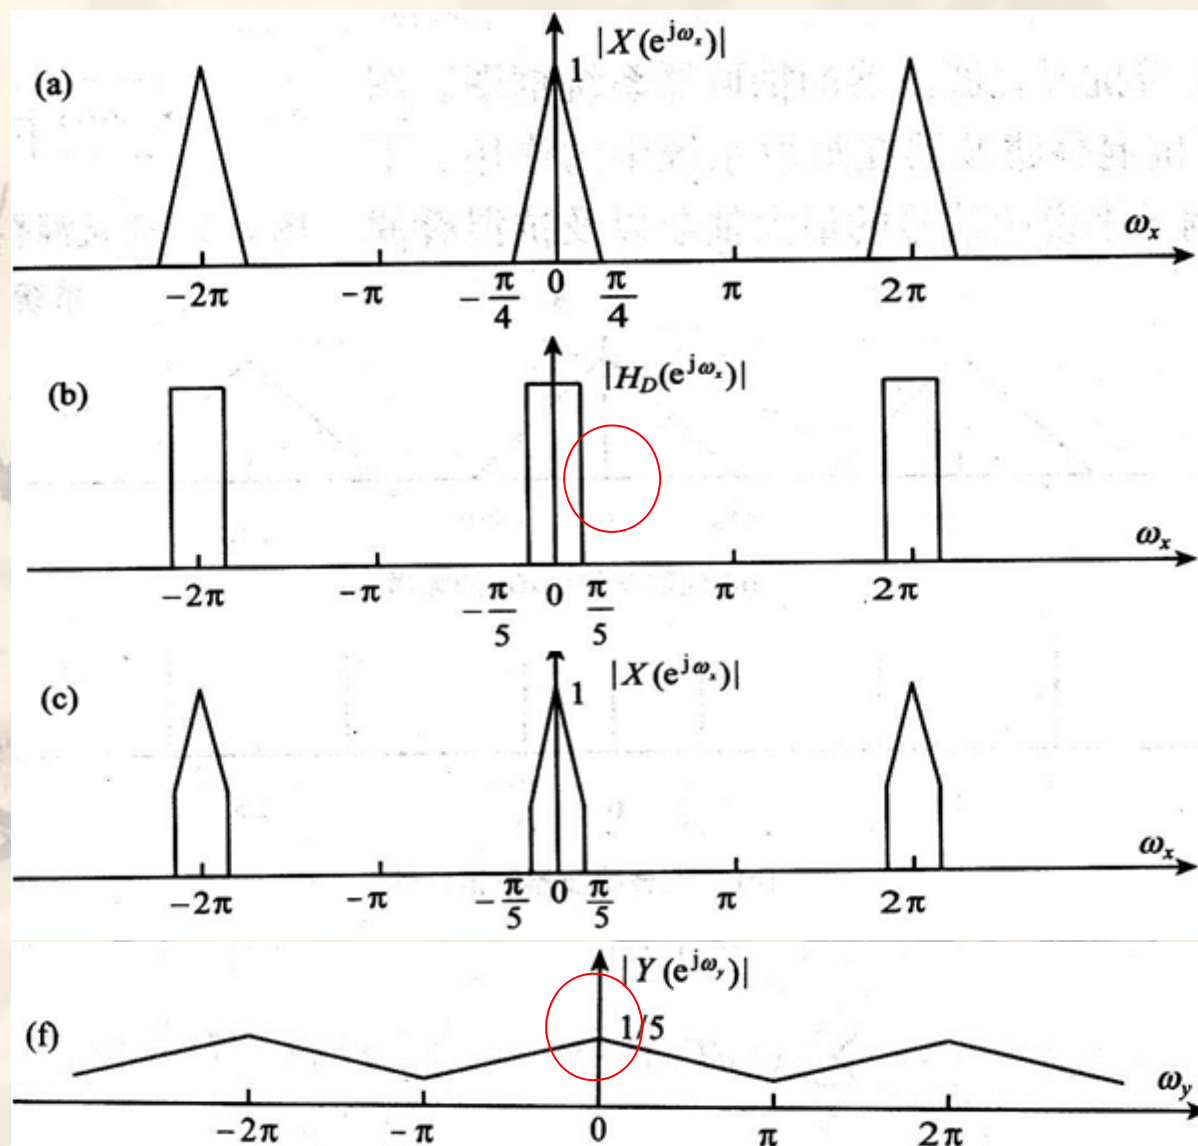 (a)
|X(e^{jω_x})|
1
ω_x
-2π
-π
-π/4
0
π/4
π
2π
(b)
|H_D(e^{jω_x})|
ω_x
-2π
-π
-π/5
0
π/5
π
2π
(c)
|X(e^{jω_x})|
1
ω_x
-2π
-π
-π/5
0
π/5
π
2π
(f)
|Y(e^{jω_y})|
1/5
ω_y
-2π
-π
0
π
2π